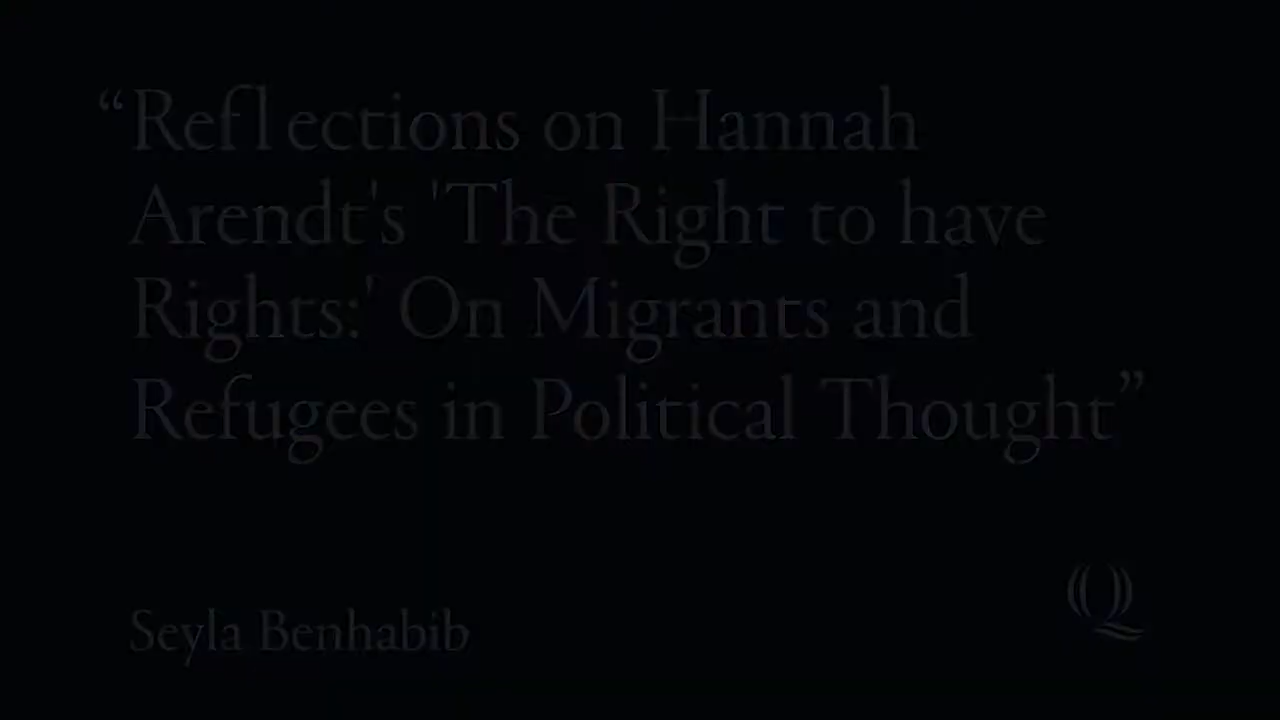 “Reflections on Hannah
Arendt's 'The Right to have
Rights:' On Migrants and
Refugees in Political Thought”
Seyla Benhabib
Q